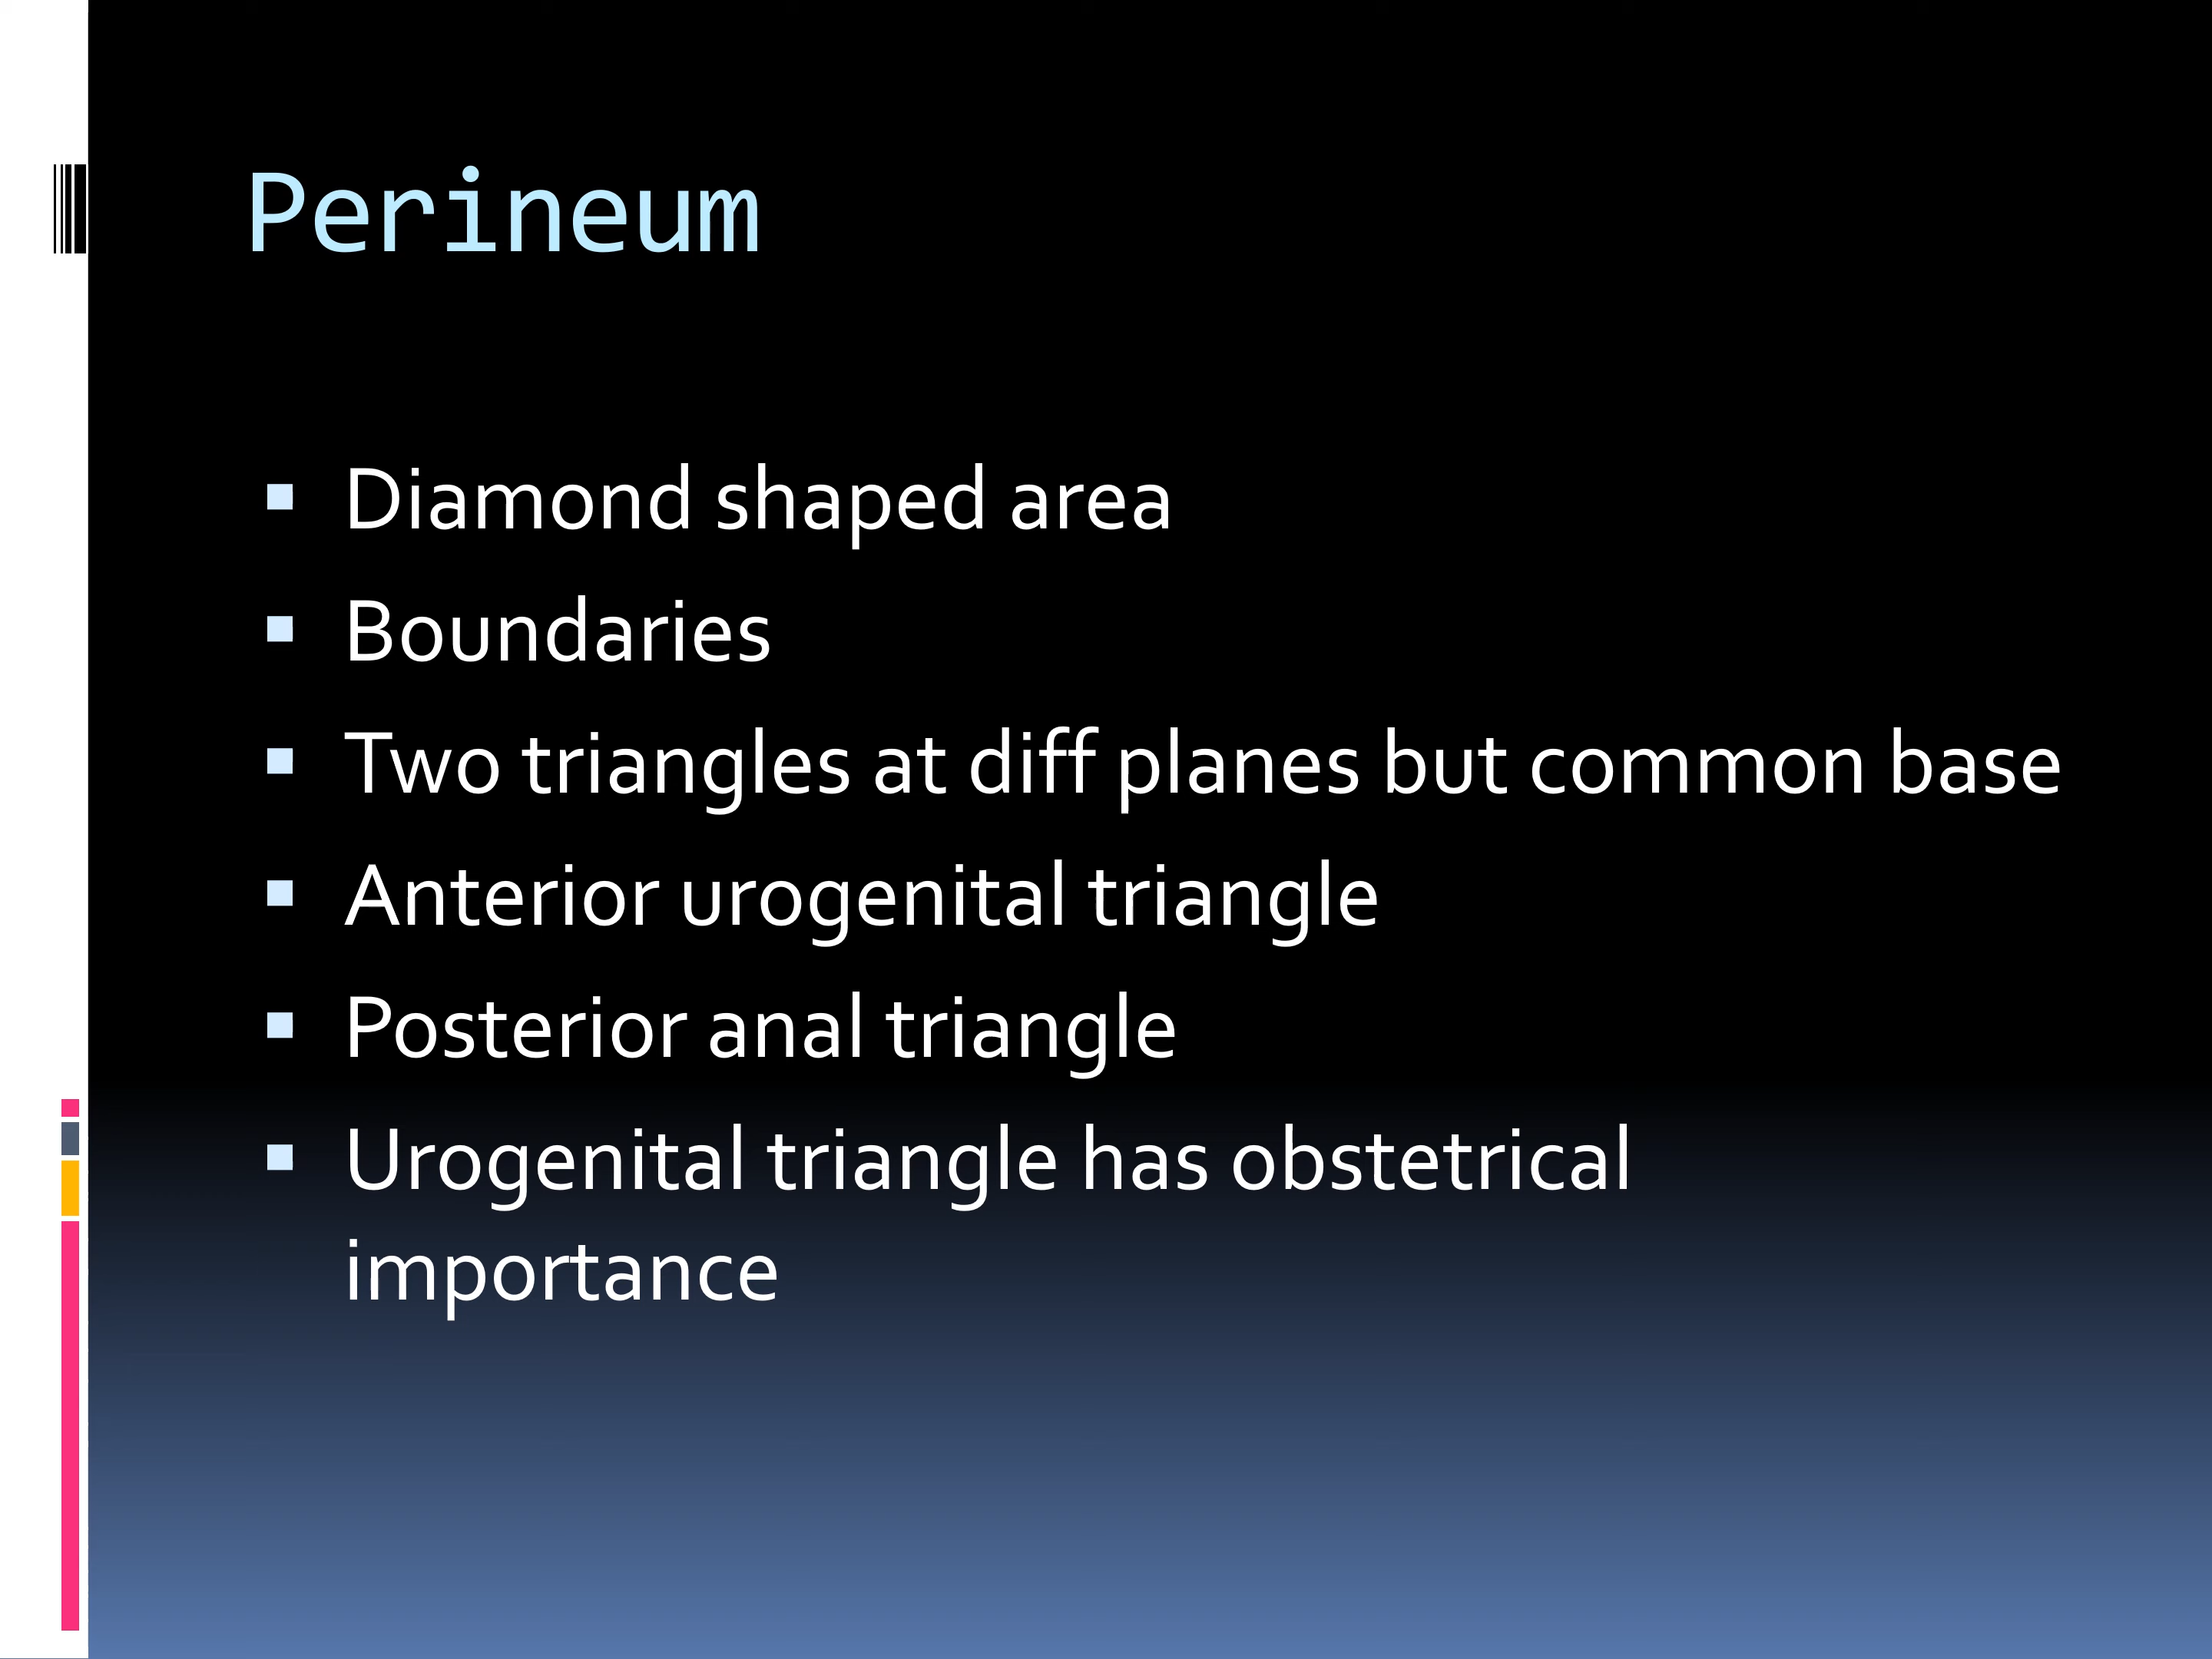 Perineum
▪ Diamond shaped area
▪ Boundaries
▪ Two triangles at diff planes but common base
▪ Anterior urogenital triangle
▪ Posterior anal triangle
▪ Urogenital triangle has obstetrical
importance